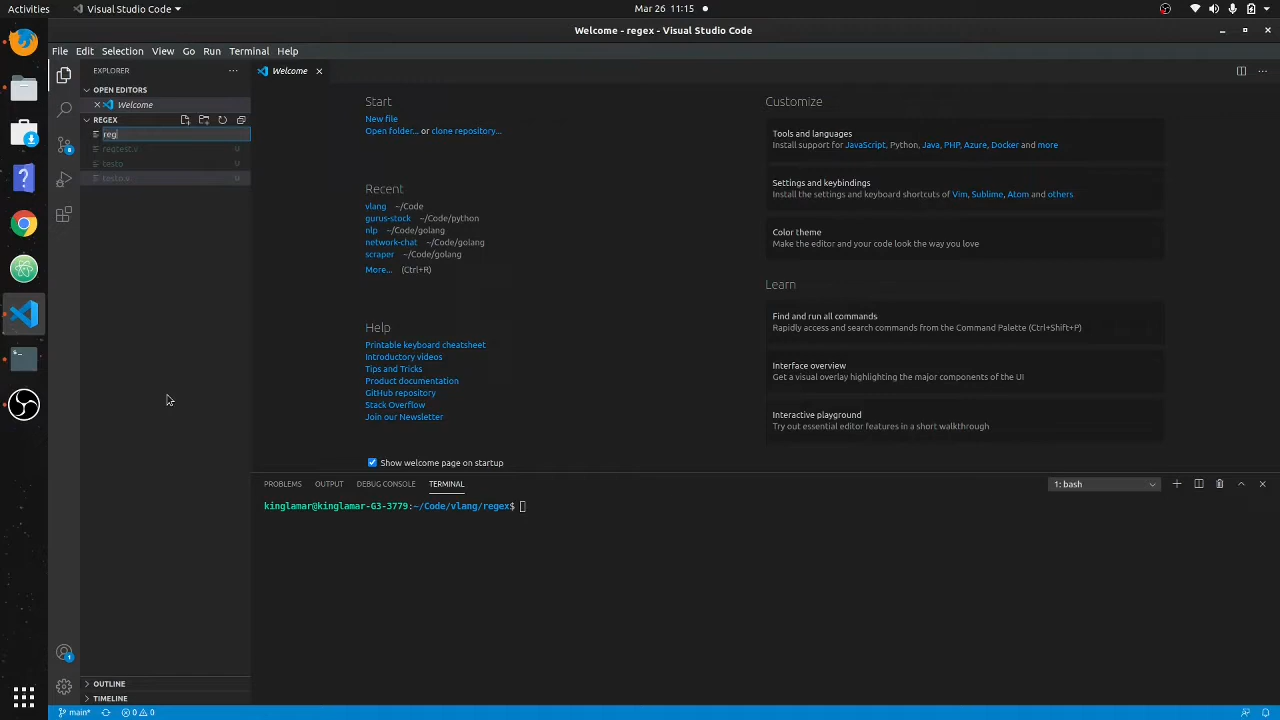 Activities
Visual Studio Code
Mar 26 11:15
Welcome - regex - Visual Studio Code
File Edit Selection View Go Run Terminal Help
EXPLORER
OPEN EDITORS
Welcome
REGEX
reg
regtest.v U
testo U
testo.v U
OUTLINE
TIMELINE
Welcome
Start
New file
Open folder... or clone repository...
Recent
vlang ~/Code
gurus-stock ~/Code/python
nlp ~/Code/golang
network-chat ~/Code/golang
scraper ~/Code/golang
More... (Ctrl+R)
Help
Printable keyboard cheatsheet
Introductory videos
Tips and Tricks
Product documentation
GitHub repository
Stack Overflow
Join our Newsletter
Show welcome page on startup
Customize
Tools and languages
Install support for JavaScript, Python, Java, PHP, Azure, Docker and more
Settings and keybindings
Install the settings and keyboard shortcuts of Vim, Sublime, Atom and others
Color theme
Make the editor and your code look the way you love
Learn
Find and run all commands
Rapidly access and search commands from the Command Palette (Ctrl+Shift+P)
Interface overview
Get a visual overlay highlighting the major components of the UI
Interactive playground
Try out essential editor features in a short walkthrough
PROBLEMS OUTPUT DEBUG CONSOLE TERMINAL
1: bash
kinglamar@kinglamar-G3-3779:~/Code/vlang/regex$
main* 0 0